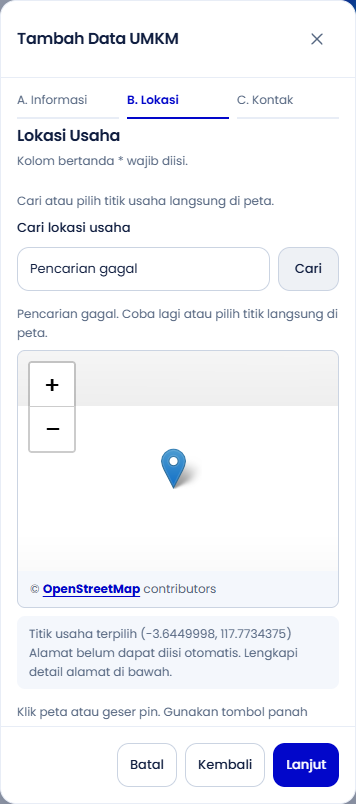 Tambah Data UMKM
A. Informasi
B. Lokasi
C. Kontak
Lokasi Usaha
Kolom bertanda * wajib diisi.
Cari atau pilih titik usaha langsung di peta.
Cari lokasi usaha
Pencarian gagal
Cari
Pencarian gagal. Coba lagi atau pilih titik langsung di
peta.
+
−
© OpenStreetMap contributors
Titik usaha terpilih (−3.6449998, 117.7734375)
Alamat belum dapat diisi otomatis. Lengkapi
detail alamat di bawah.
Klik peta atau geser pin. Gunakan tombol panah
Batal
Kembali
Lanjut